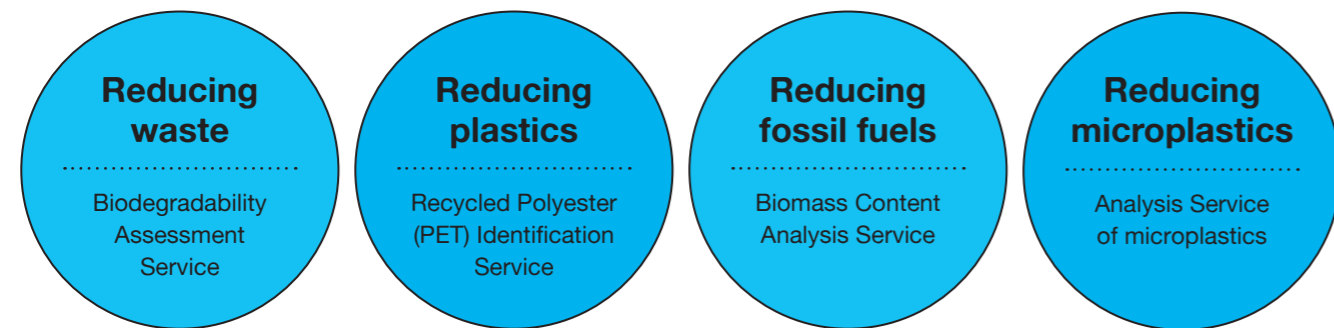 Reducing
waste
Biodegradability
Assessment
Service
Reducing
plastics
Recycled Polyester
(PET) Identification
Service
Reducing
fossil fuels
Biomass Content
Analysis Service
Reducing
microplastics
Analysis Service
of microplastics